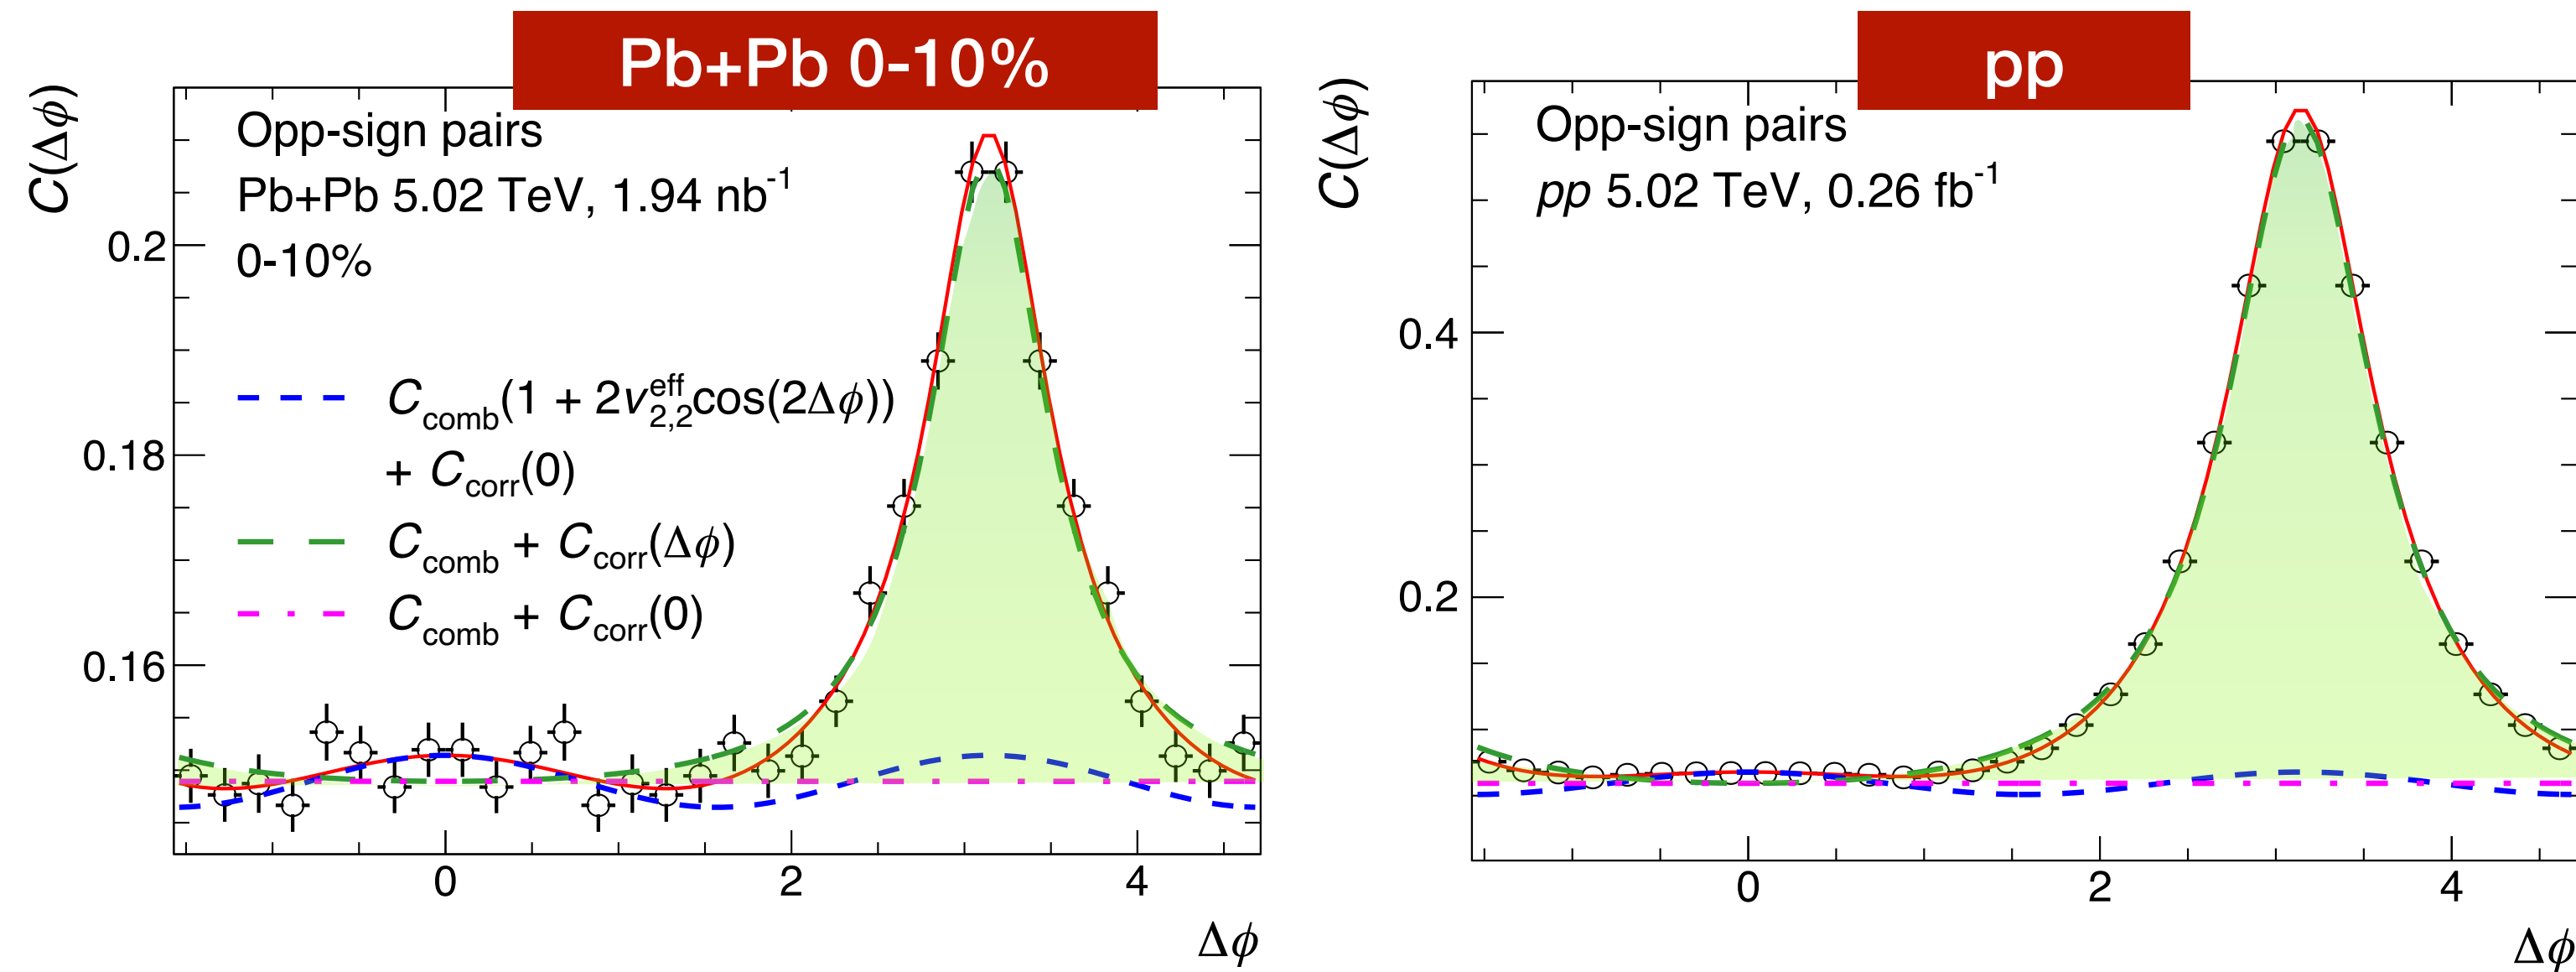 Pb+Pb 0-10%
C(Δϕ)
Opp-sign pairs
Pb+Pb 5.02 TeV, 1.94 nb⁻¹
0-10%
C_comb(1 + 2v_{2,2}^{eff}cos(2Δϕ))
+ C_corr(0)
C_comb + C_corr(Δϕ)
C_comb + C_corr(0)
0.2
0.18
0.16
0 2 4
Δϕ
pp
C(Δϕ)
Opp-sign pairs
pp 5.02 TeV, 0.26 fb⁻¹
0.4
0.2
0 2 4
Δϕ